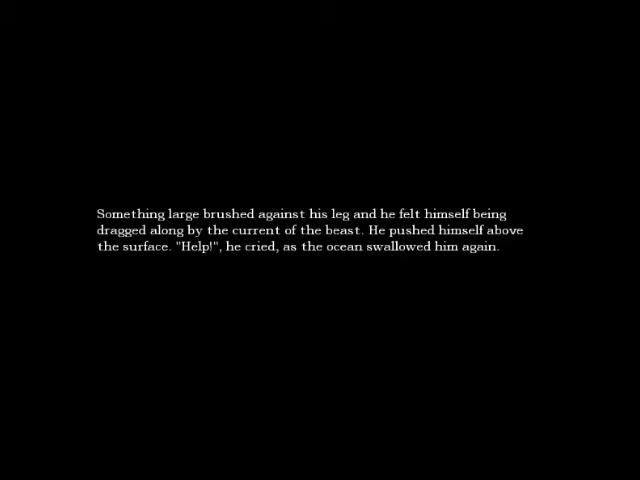 Something large brushed against his leg and he felt himself being
dragged along by the current of the beast. He pushed himself above
the surface. "Help!", he cried, as the ocean swallowed him again.